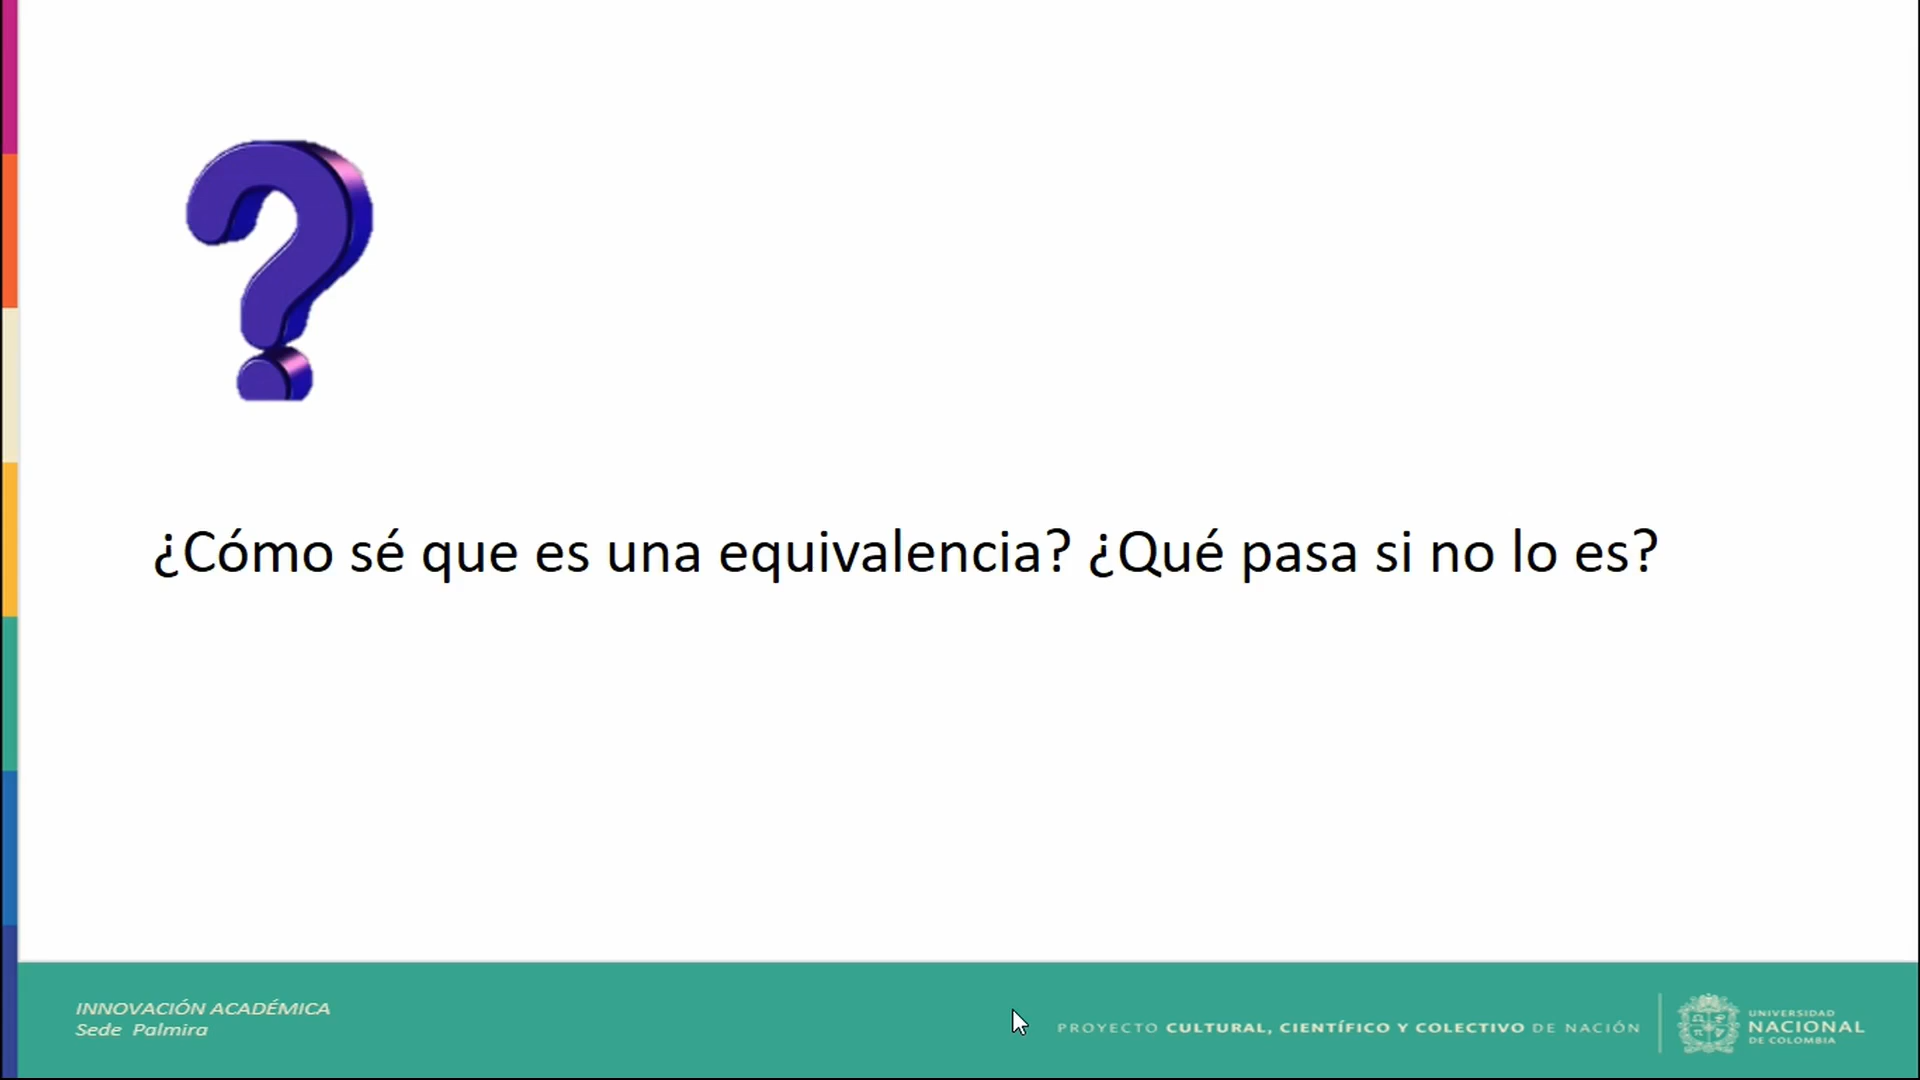 ¿Cómo sé que es una equivalencia? ¿Qué pasa si no lo es?
INNOVACIÓN ACADÉMICA
Sede Palmira
PROYECTO CULTURAL, CIENTÍFICO Y COLECTIVO DE NACIÓN
UNIVERSIDAD
NACIONAL
DE COLOMBIA